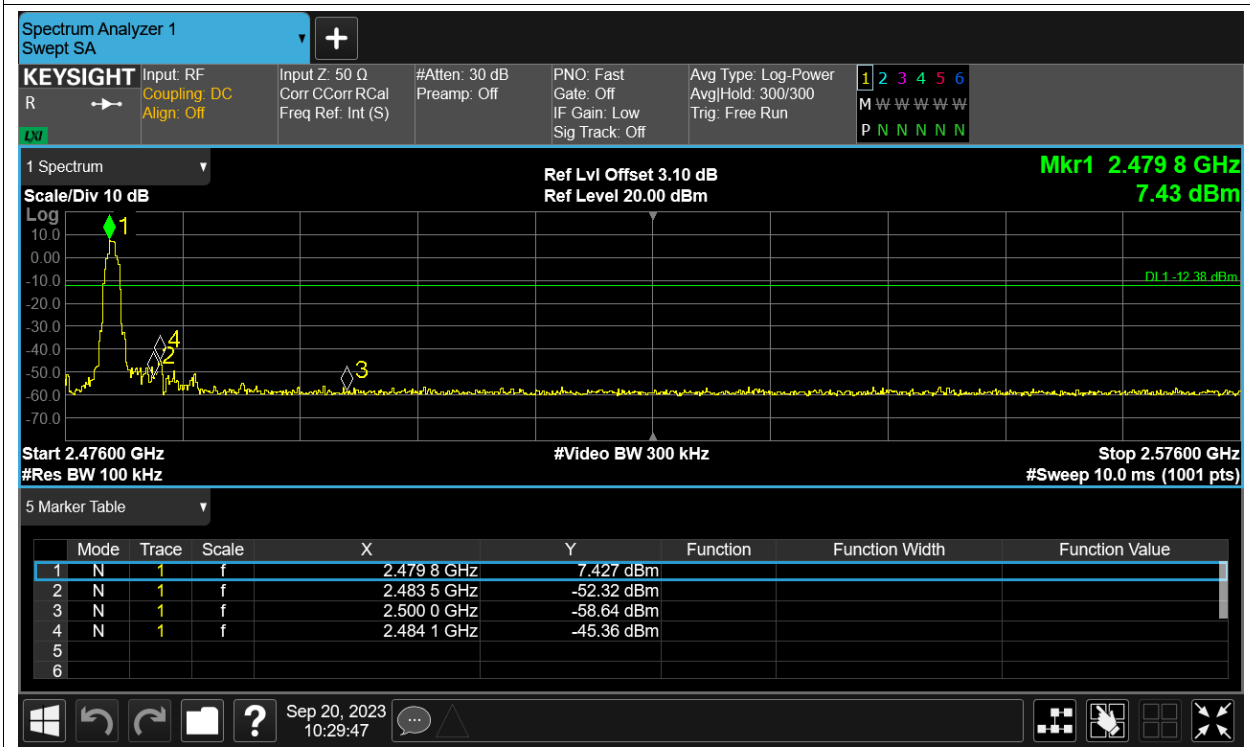 Spectrum Analyzer 1
Swept SA
+
KEYSIGHT Input: RF Input Z: 50 Ω #Atten: 30 dB PNO: Fast Avg Type: Log-Power 1 2 3 4 5 6
R Coupling: DC Corr CCorr RCal Preamp: Off Gate: Off Avg|Hold: 300/300 M W W W W W W
Align: Off Freq Ref: Int (S) IF Gain: Low Trig: Free Run
LXI Sig Track: Off P N N N N N N
1 Spectrum Ref Lvl Offset 3.10 dB Mkr1 2.479 8 GHz
Scale/Div 10 dB Ref Level 20.00 dBm 7.43 dBm
Log
1
10.0
0.00
-10.0 DL1 -12.38 dBm
-20.0
-30.0
4
-40.0
2
-50.0 3
-60.0
-70.0
Start 2.47600 GHz #Video BW 300 kHz Stop 2.57600 GHz
#Res BW 100 kHz #Sweep 10.0 ms (1001 pts)
5 Marker Table
Mode Trace Scale X Y Function Function Width Function Value
1 N 1 f 2.479 8 GHz 7.427 dBm
2 N 1 f 2.483 5 GHz -52.32 dBm
3 N 1 f 2.500 0 GHz -58.64 dBm
4 N 1 f 2.484 1 GHz -45.36 dBm
5
6
? Sep 20, 2023
10:29:47